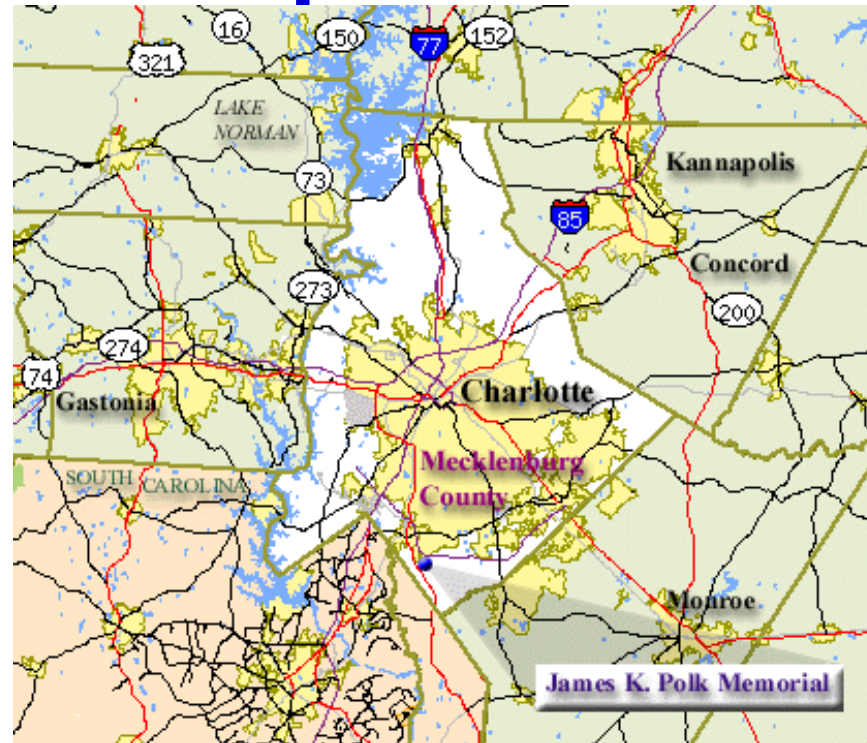 16
150
77
152
321
LAKE
NORMAN
Kannapolis
73
85
Concord
273
200
274
74
Charlotte
Gastonia
Mecklenburg
County
SOUTH CAROLINA
Monroe
James K. Polk Memorial